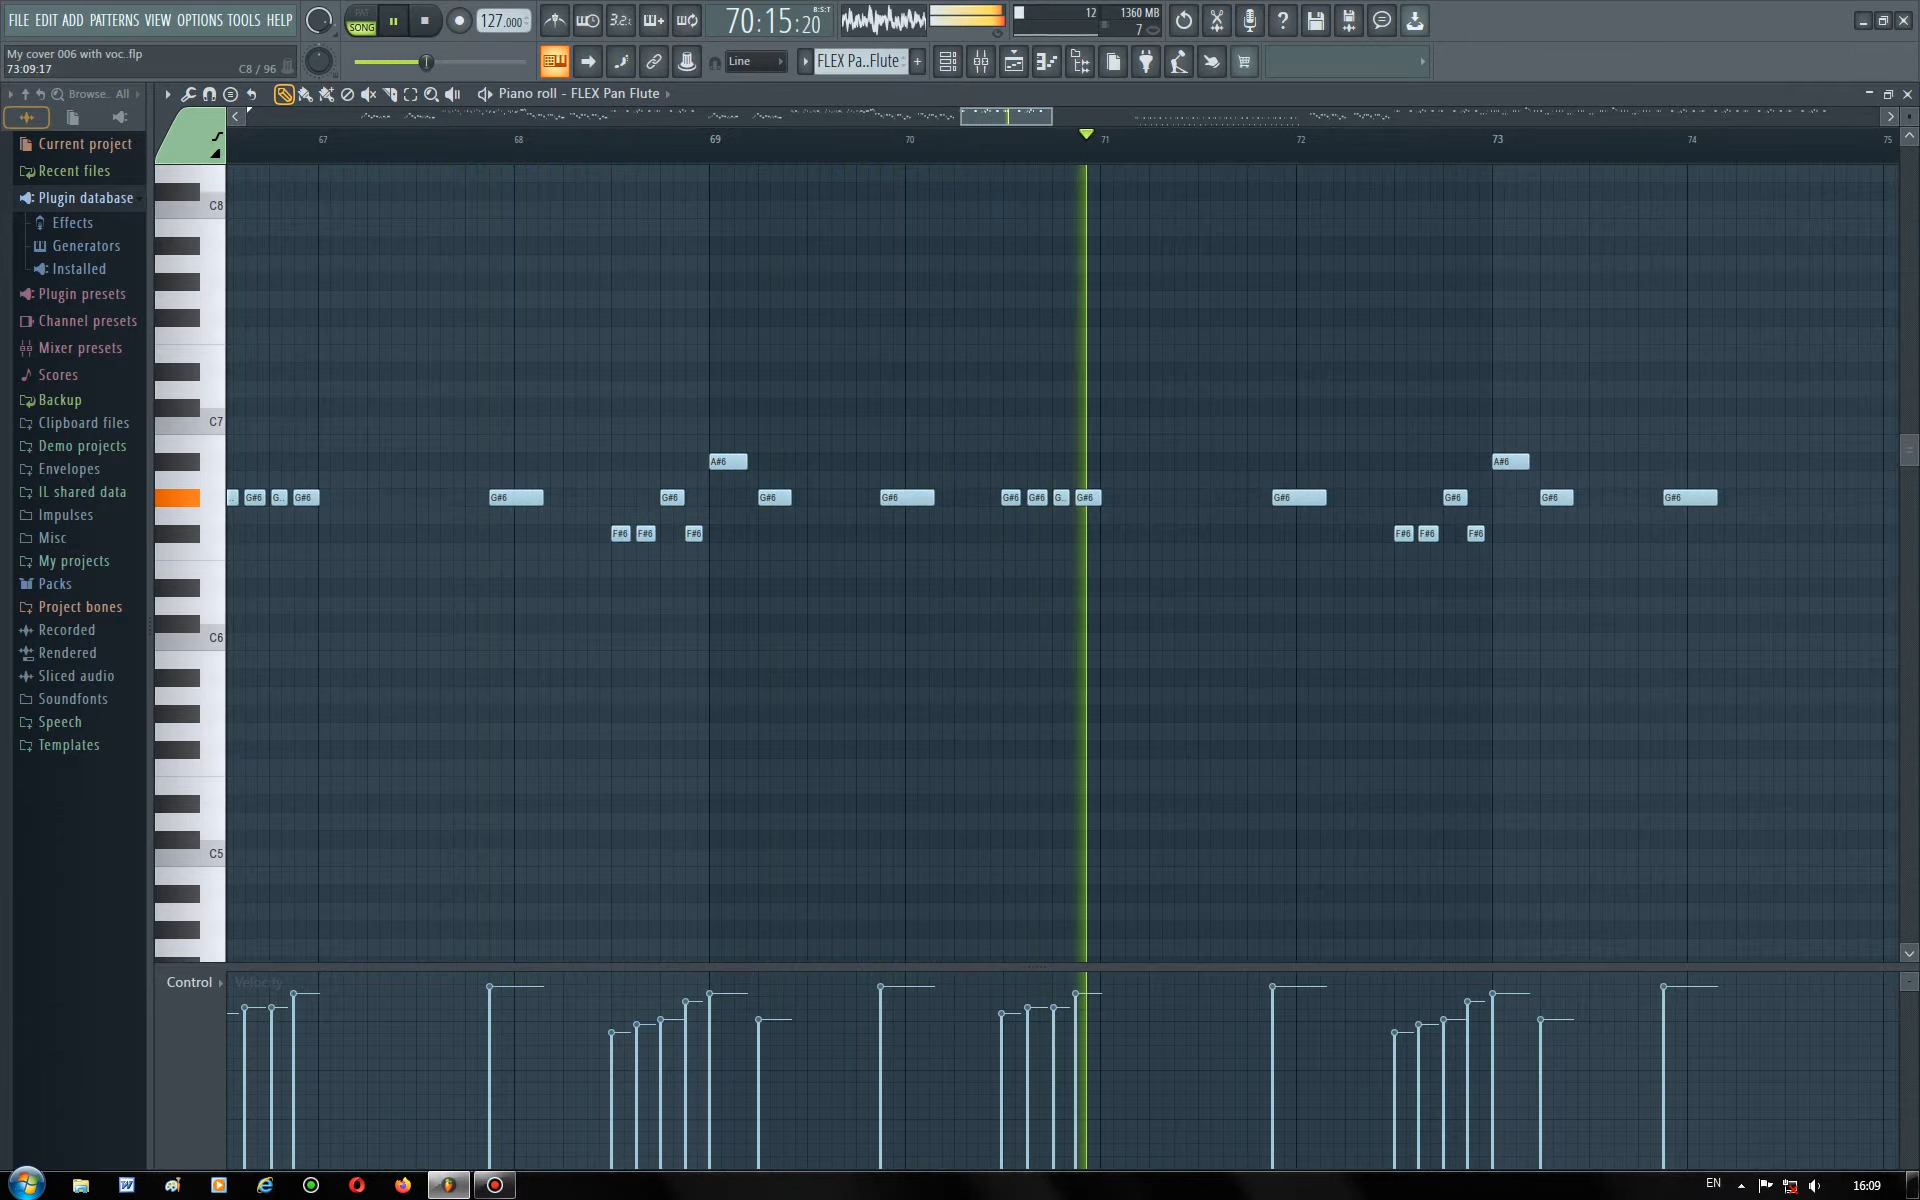 FILE EDIT ADD PATTERNS VIEW OPTIONS TOOLS HELP
PAT
SONG
127.000
3.2.
70:15:20
B:S:T
12
1360 MB
7
My cover 006 with voc..flp
73:09:17
C8 / 96
Line
FLEX Pa..Flute
Browse.. All
Piano roll - FLEX Pan Flute
67
68
69
70
71
72
73
74
75
Current project
Recent files
Plugin database
Effects
Generators
Installed
Plugin presets
Channel presets
Mixer presets
Scores
Backup
Clipboard files
Demo projects
Envelopes
IL shared data
Impulses
Misc
My projects
Packs
Project bones
Recorded
Rendered
Sliced audio
Soundfonts
Speech
Templates
C8
C7
A#6 A#6
G#6 G.. G#6 G#6 G#6 G#6 G#6 G#6 G#6 G.. G#6 G#6 G#6 G#6 G#6
F#6 F#6 F#6 F#6 F#6 F#6
C6
C5
Control
Velocity
EN
16:09